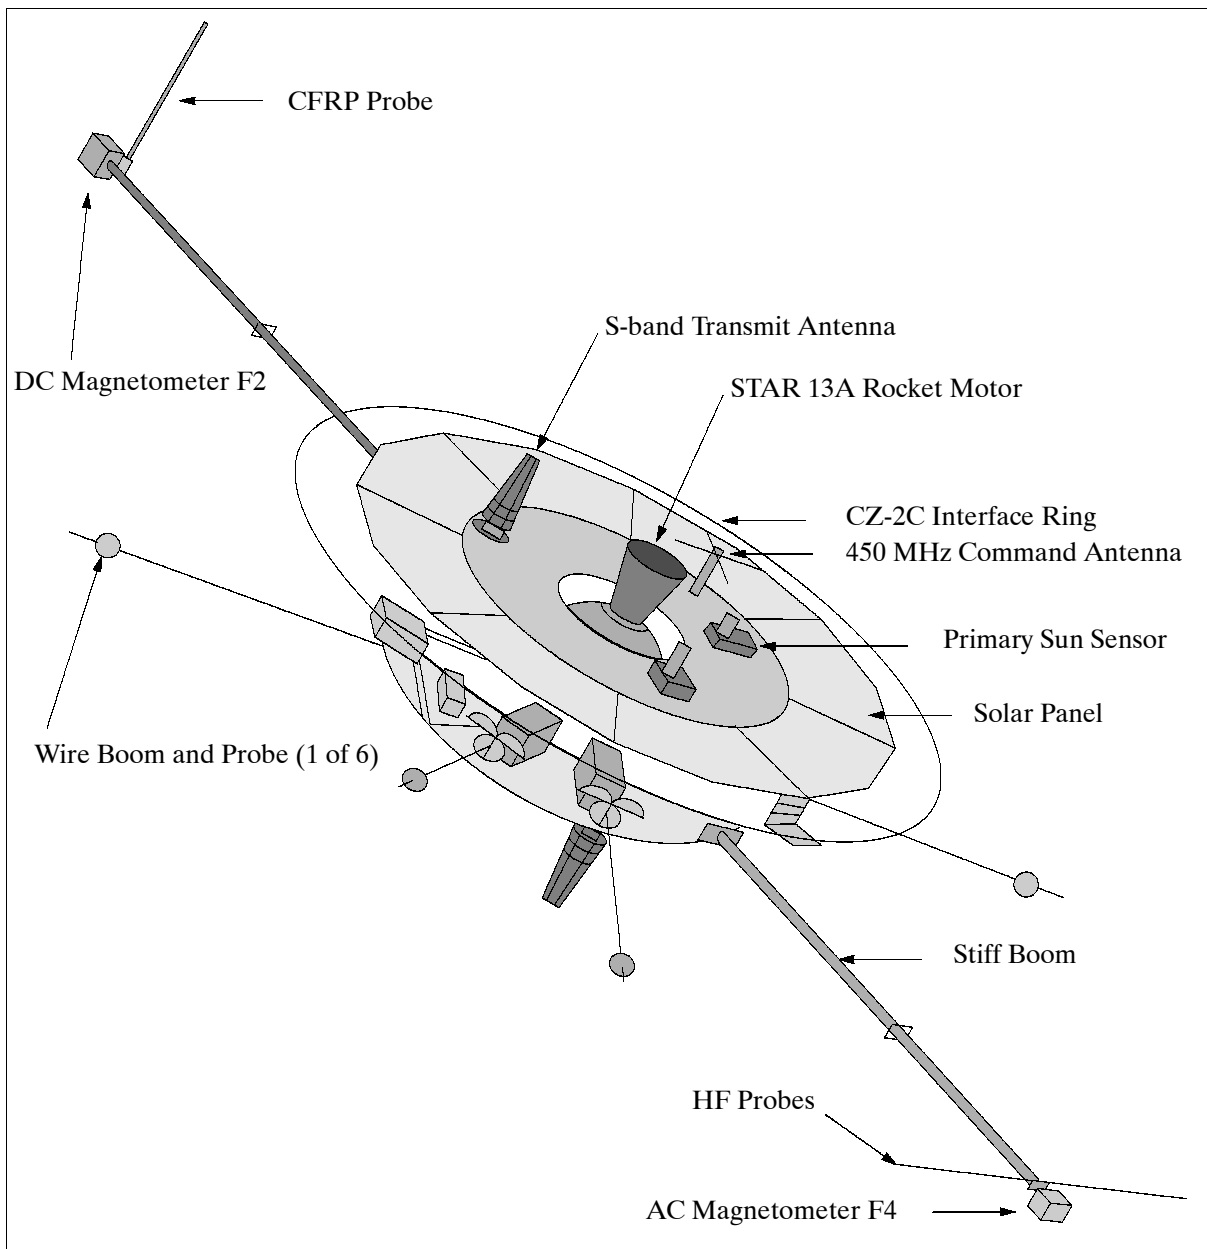 CFRP Probe
S-band Transmit Antenna
DC Magnetometer F2
STAR 13A Rocket Motor
CZ-2C Interface Ring
450 MHz Command Antenna
Primary Sun Sensor
Solar Panel
Wire Boom and Probe (1 of 6)
Stiff Boom
HF Probes
AC Magnetometer F4